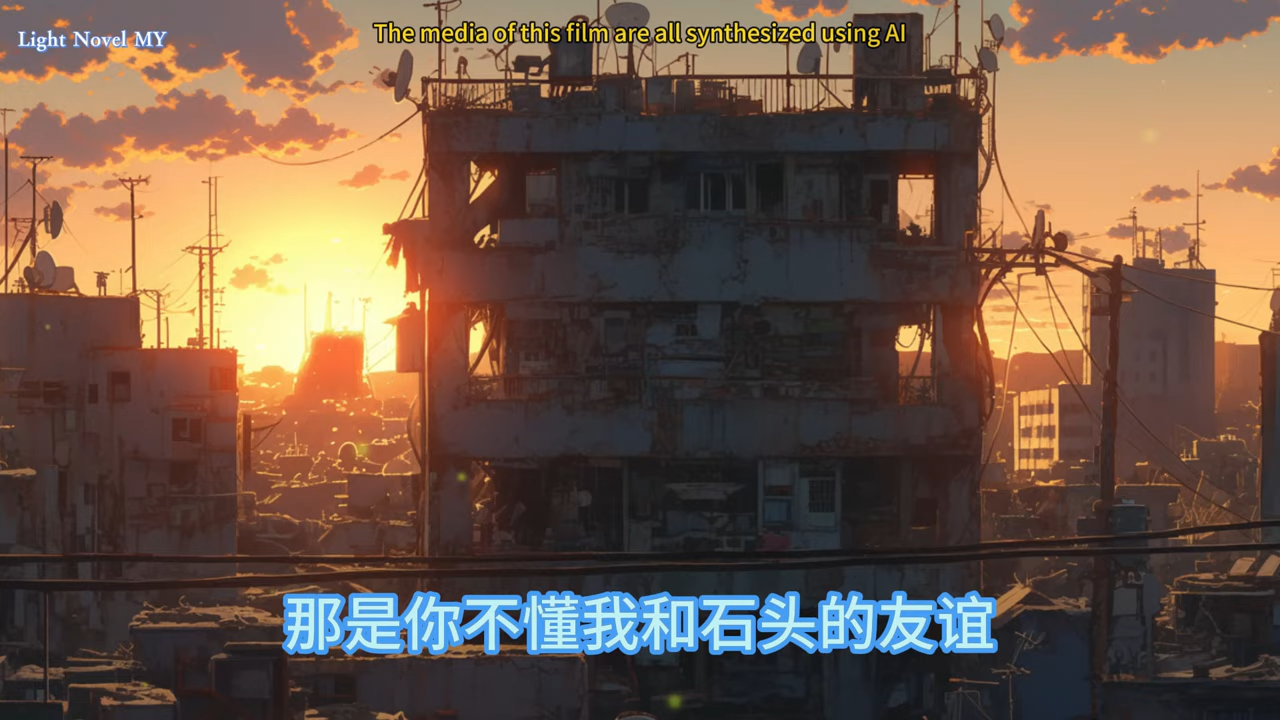 The media of this film are all synthesized using AI
Light Novel MY
那是你不懂我和石头的友谊